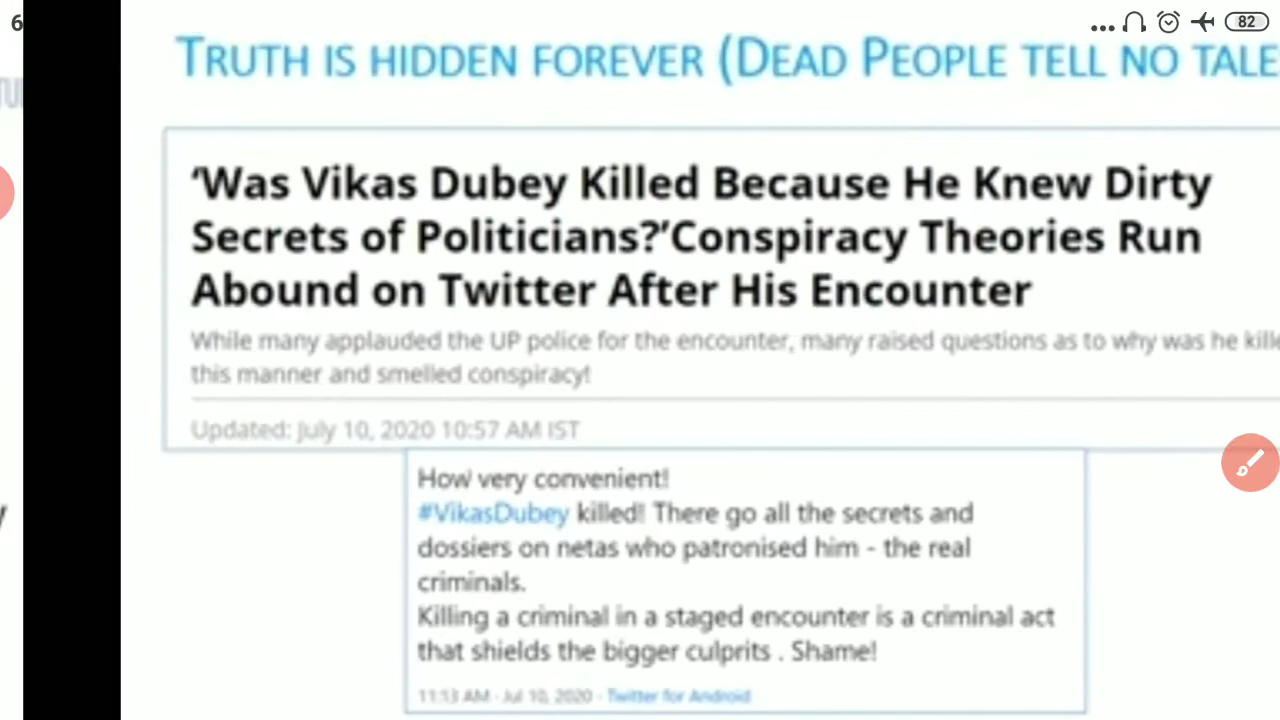 6
82
TRUTH IS HIDDEN FOREVER (DEAD PEOPLE TELL NO TALE
‘Was Vikas Dubey Killed Because He Knew Dirty
Secrets of Politicians?’Conspiracy Theories Run
Abound on Twitter After His Encounter
While many applauded the UP police for the encounter, many raised questions as to why was he kille
this manner and smelled conspiracy!
Updated: July 10, 2020 10:57 AM IST
How very convenient!
#VikasDubey killed! There go all the secrets and
dossiers on netas who patronised him - the real
criminals.
Killing a criminal in a staged encounter is a criminal act
that shields the bigger culprits . Shame!
11:13 AM · Jul 10, 2020 · Twitter for Android